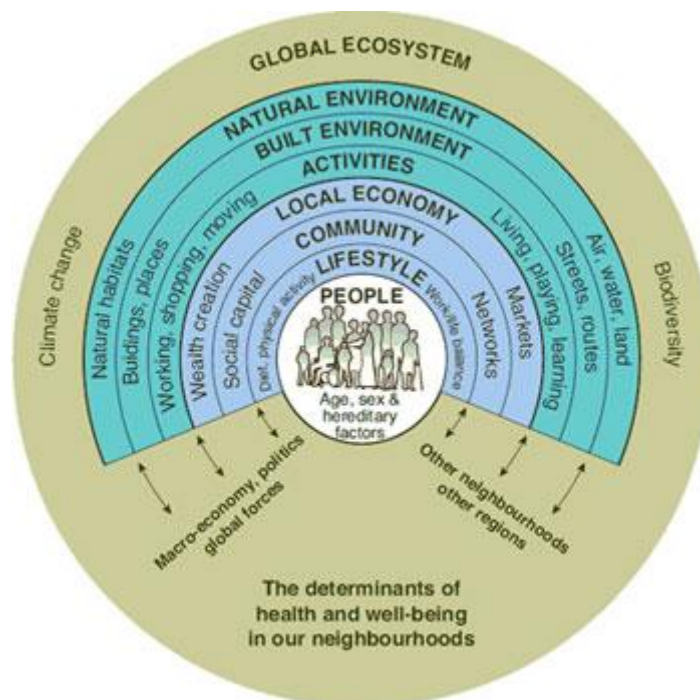 GLOBAL ECOSYSTEM
NATURAL ENVIRONMENT
BUILT ENVIRONMENT
ACTIVITIES
LOCAL ECONOMY
COMMUNITY
LIFESTYLE
PEOPLE
Age, sex &
hereditary
factors
Climate change
Natural habitats
Buidings, places
Working, shopping, moving
Wealth creation
Social capital
Diet, physical activity
Work/life balance
Networks
Markets
Living, playing, learning
Streets, routes
Air, water, land
Biodiversity
Macro-economy, politics
global forces
Other neighbourhoods
other regions
The determinants of
health and well-being
in our neighbourhoods